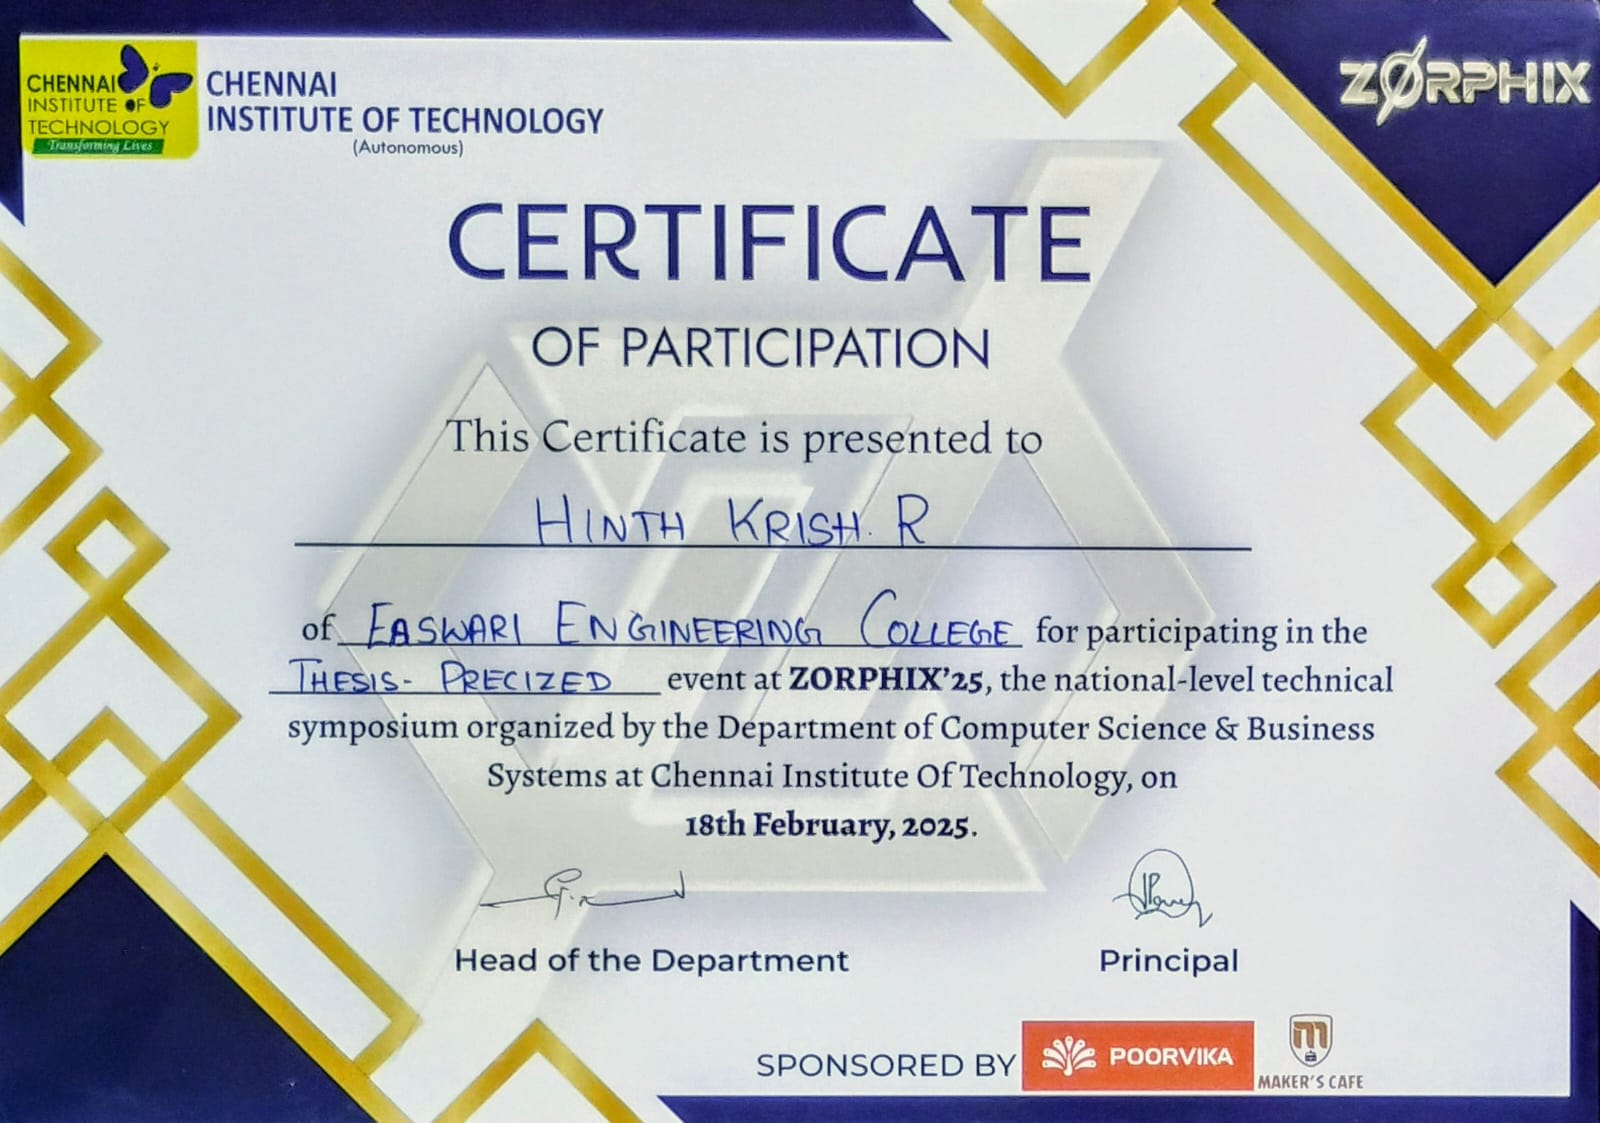 CHENNAI
INSTITUTE OF
TECHNOLOGY
Transforming Lives
CHENNAI
INSTITUTE OF TECHNOLOGY
(Autonomous)
ZORPHIX
CERTIFICATE
OF PARTICIPATION
This Certificate is presented to
HINTH KRISH. R
of EASWARI ENGINEERING COLLEGE for participating in the
THESIS- PRECIZED event at ZORPHIX'25, the national-level technical
symposium organized by the Department of Computer Science & Business
Systems at Chennai Institute Of Technology, on
18th February, 2025.
Head of the Department
Principal
SPONSORED BY
POORVIKA
MAKER'S CAFE